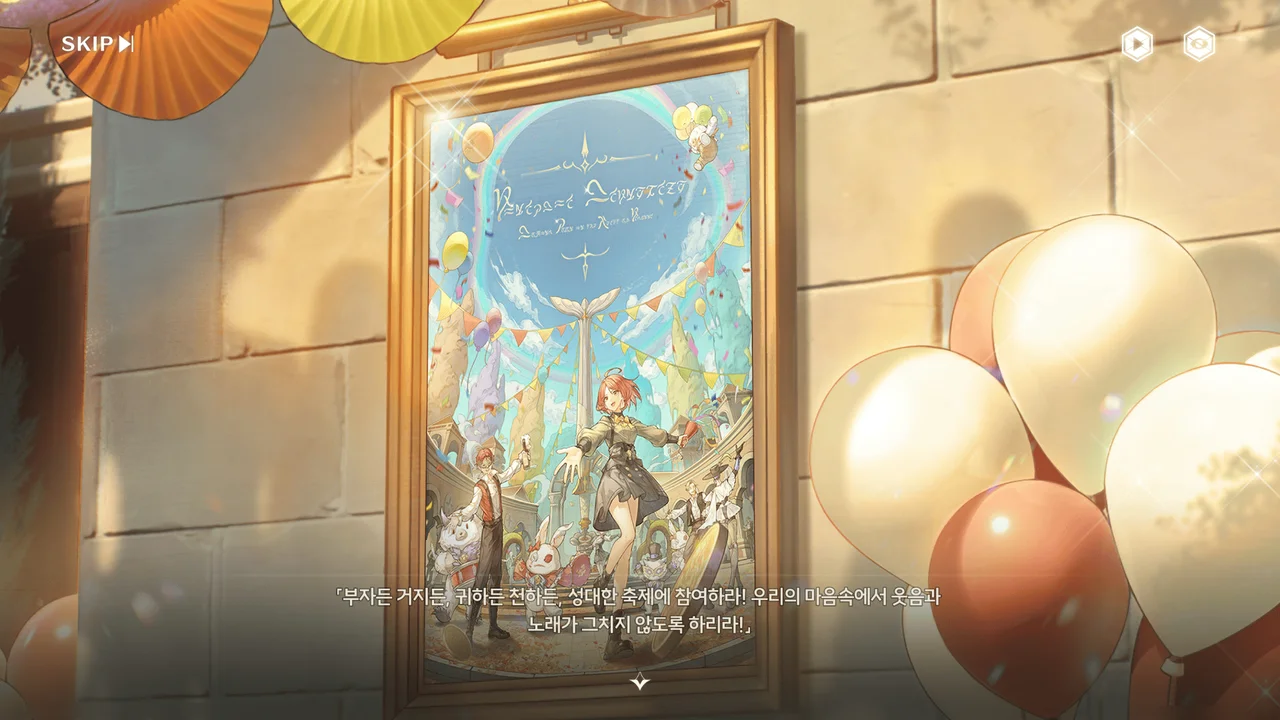 SKIP
「부자든 거지든, 귀하든 천하든, 성대한 축제에 참여하라! 우리의 마음속에서 웃음과
노래가 그치지 않도록 하리라!」